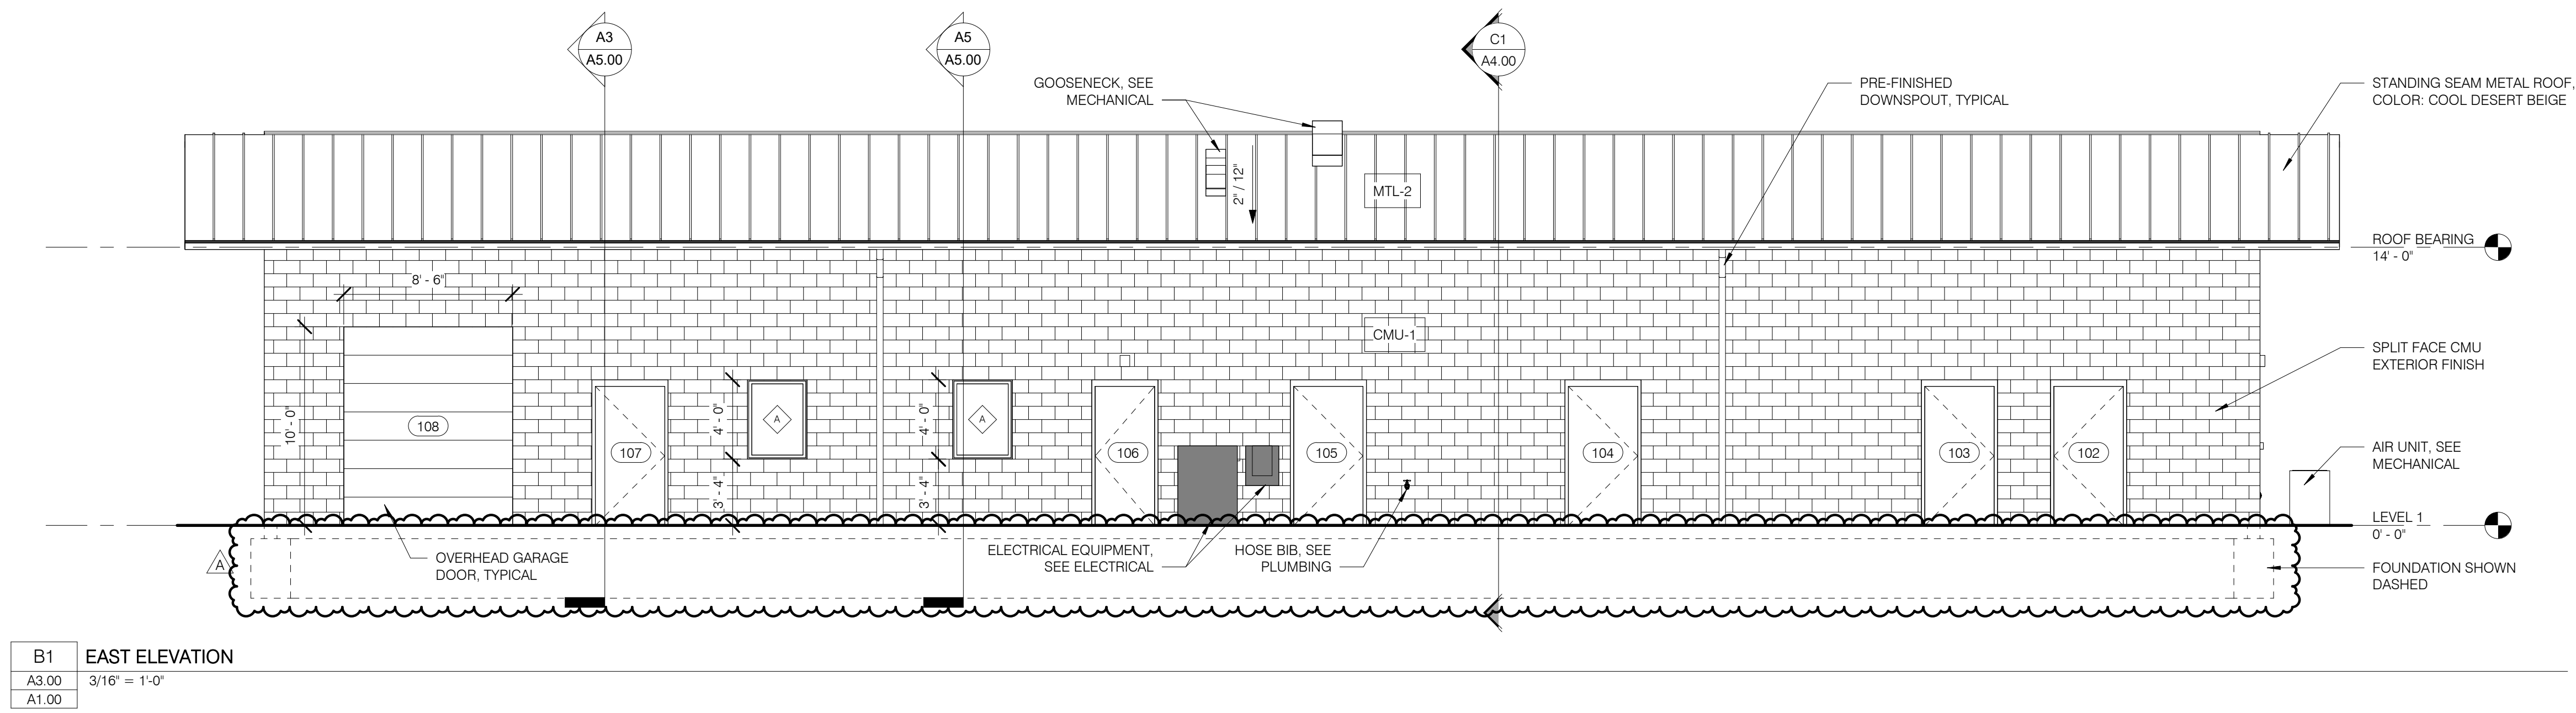 A3
A5.00
A5
A5.00
C1
A4.00
GOOSENECK, SEE
MECHANICAL
PRE-FINISHED
DOWNSPOUT, TYPICAL
STANDING SEAM METAL ROOF,
COLOR: COOL DESERT BEIGE
2" / 12"
MTL-2
ROOF BEARING
14' - 0"
8' - 6"
CMU-1
SPLIT FACE CMU
EXTERIOR FINISH
10' - 0"
108
107
4' - 0"
3' - 4"
A
4' - 0"
3' - 4"
A
106
105
104
103
102
AIR UNIT, SEE
MECHANICAL
LEVEL 1
0' - 0"
A
OVERHEAD GARAGE
DOOR, TYPICAL
ELECTRICAL EQUIPMENT,
SEE ELECTRICAL
HOSE BIB, SEE
PLUMBING
FOUNDATION SHOWN
DASHED
B1
EAST ELEVATION
A3.00
3/16" = 1'-0"
A1.00